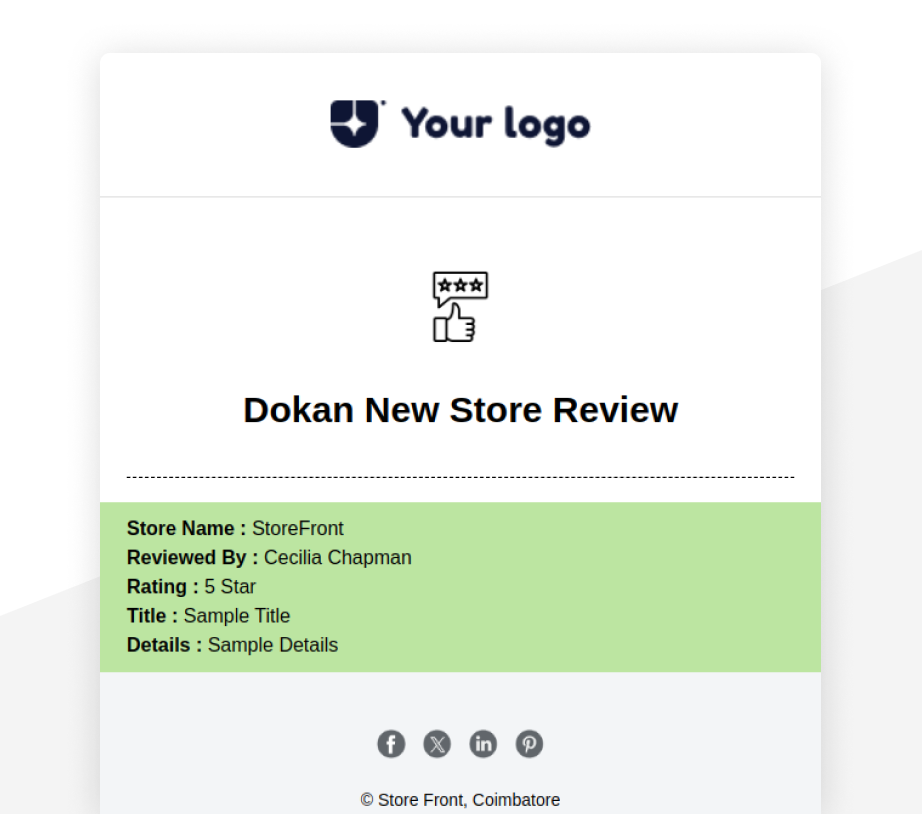 Your logo
Dokan New Store Review
Store Name : StoreFront
Reviewed By : Cecilia Chapman
Rating : 5 Star
Title : Sample Title
Details : Sample Details
© Store Front, Coimbatore